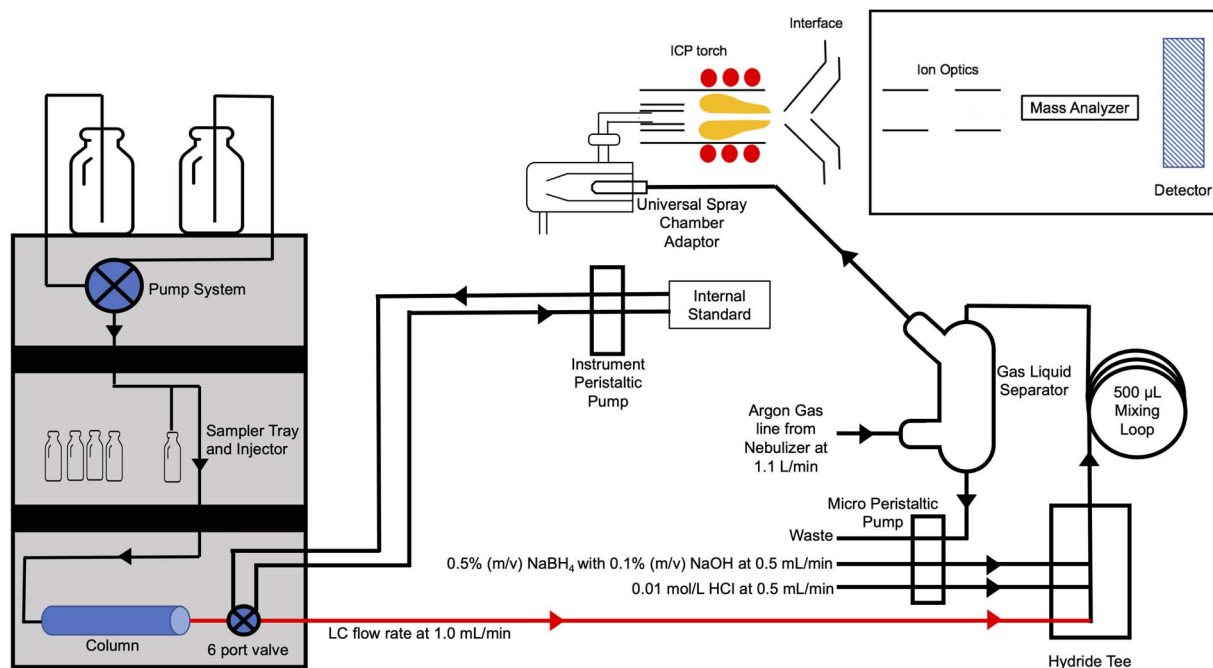 Interface
ICP torch
Ion Optics
Mass Analyzer
Detector
Universal Spray
Chamber
Adaptor
Pump System
Internal
Standard
Instrument
Peristaltic
Pump
Gas Liquid
Separator
500 µL
Mixing
Loop
Argon Gas
line from
Nebulizer at
1.1 L/min
Sampler Tray
and Injector
Micro Peristaltic
Pump
Waste
0.5% (m/v) NaBH₄ with 0.1% (m/v) NaOH at 0.5 mL/min
0.01 mol/L HCl at 0.5 mL/min
LC flow rate at 1.0 mL/min
Column
6 port valve
Hydride Tee